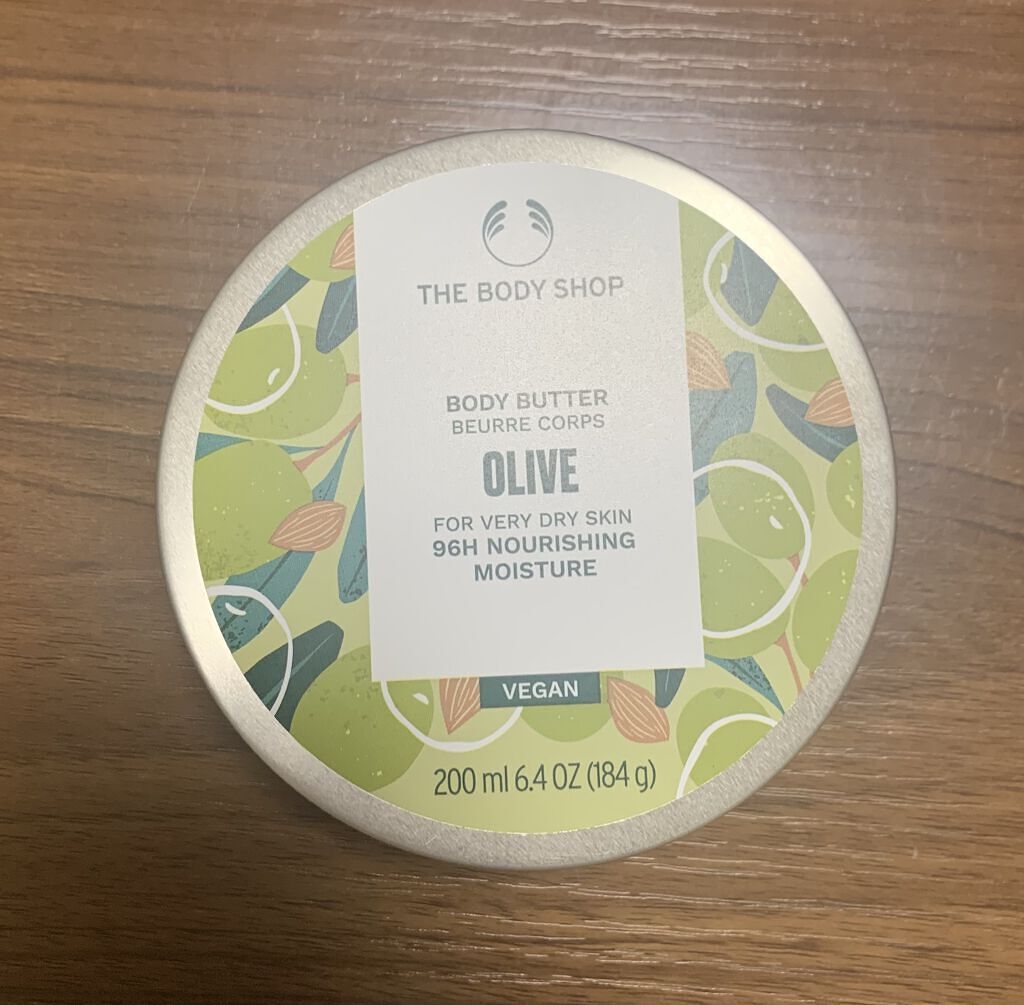 THE BODY SHOP
BODY BUTTER
BEURRE CORPS
OLIVE
FOR VERY DRY SKIN
96H NOURISHING
MOISTURE
VEGAN
200 ml 6.4 OZ (184 g)